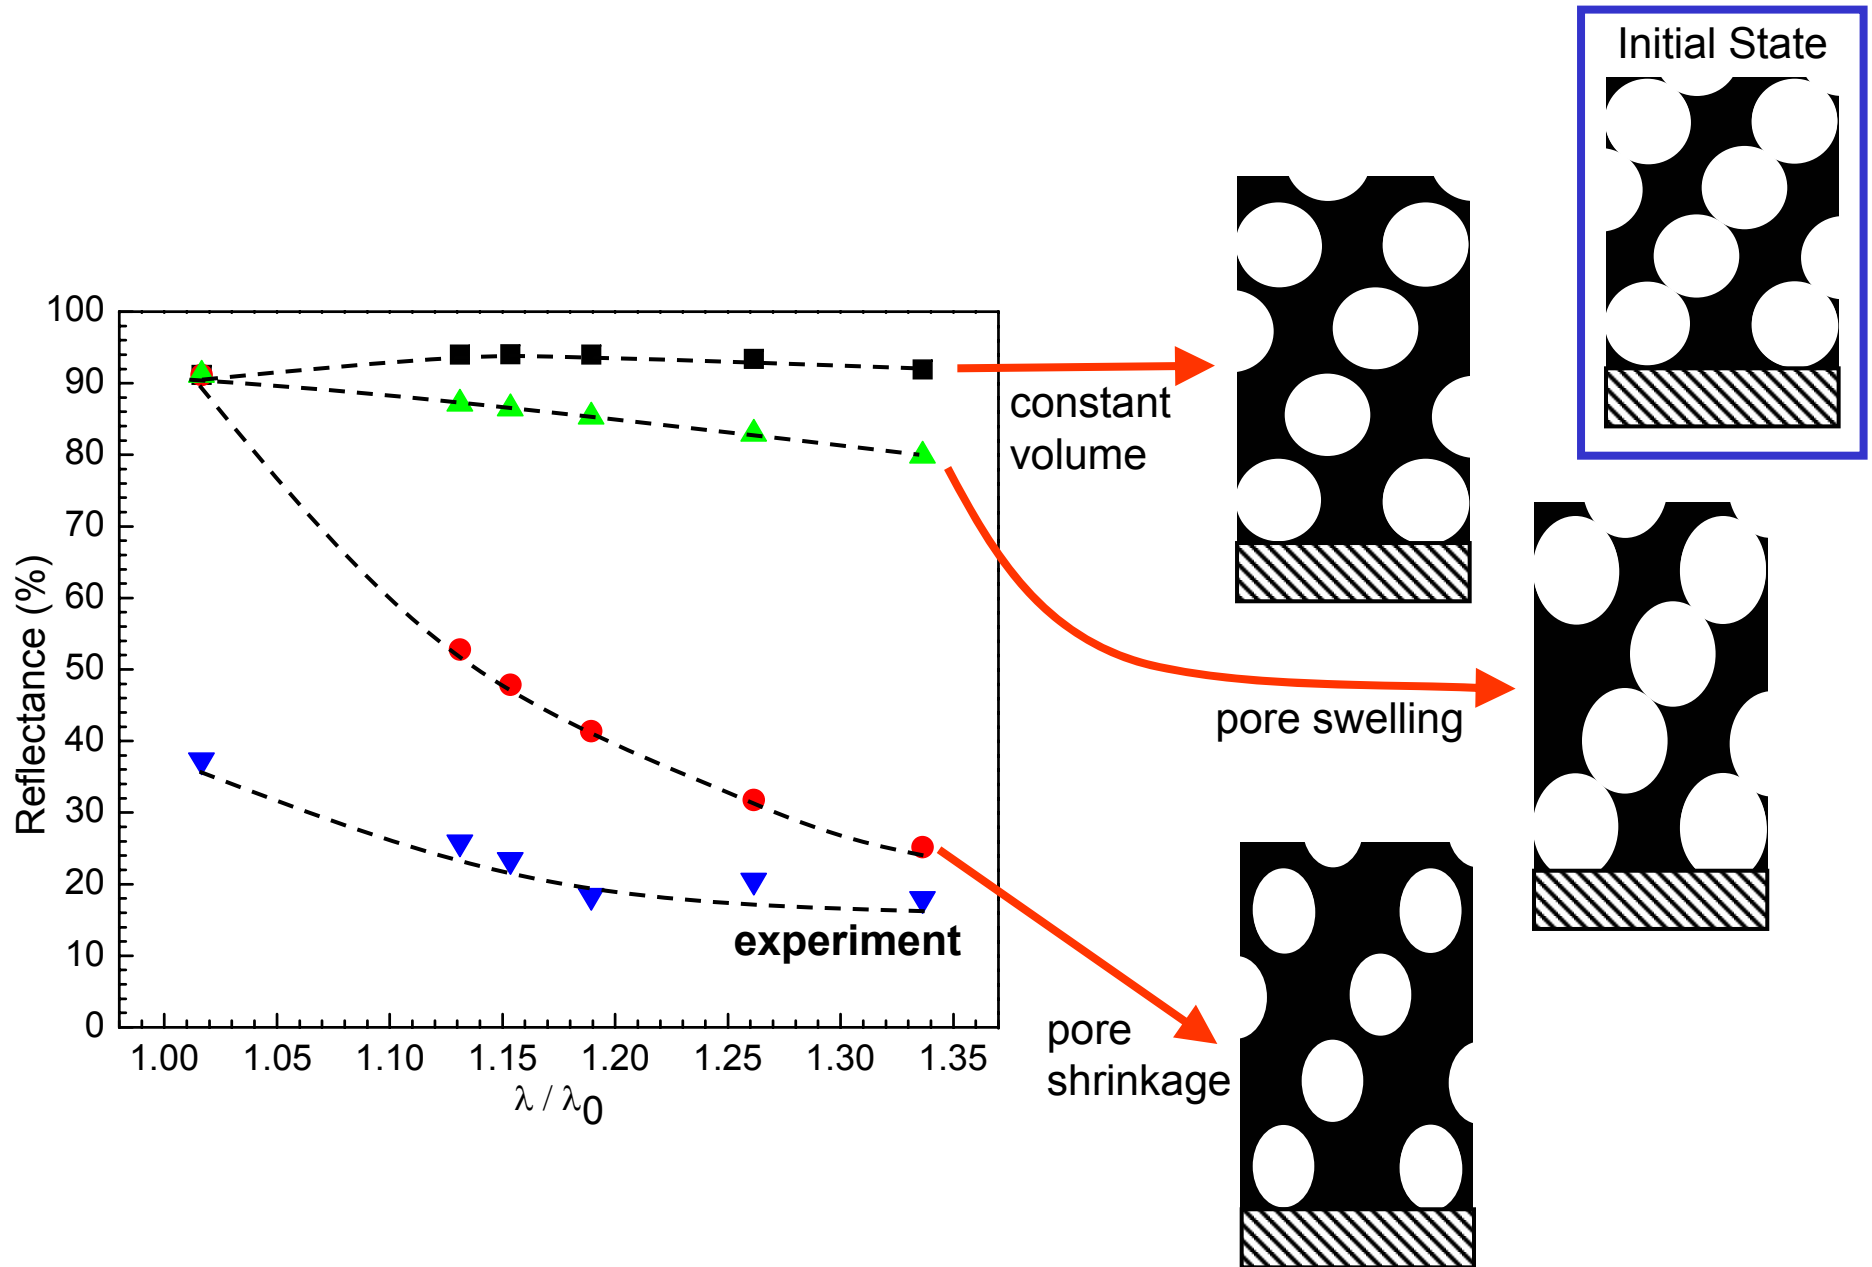 Initial State
100
90
80
70
60
50
40
30
20
10
0
Reflectance (%)
1.00 1.05 1.10 1.15 1.20 1.25 1.30 1.35
λ / λ0
experiment
constant
volume
pore swelling
pore
shrinkage